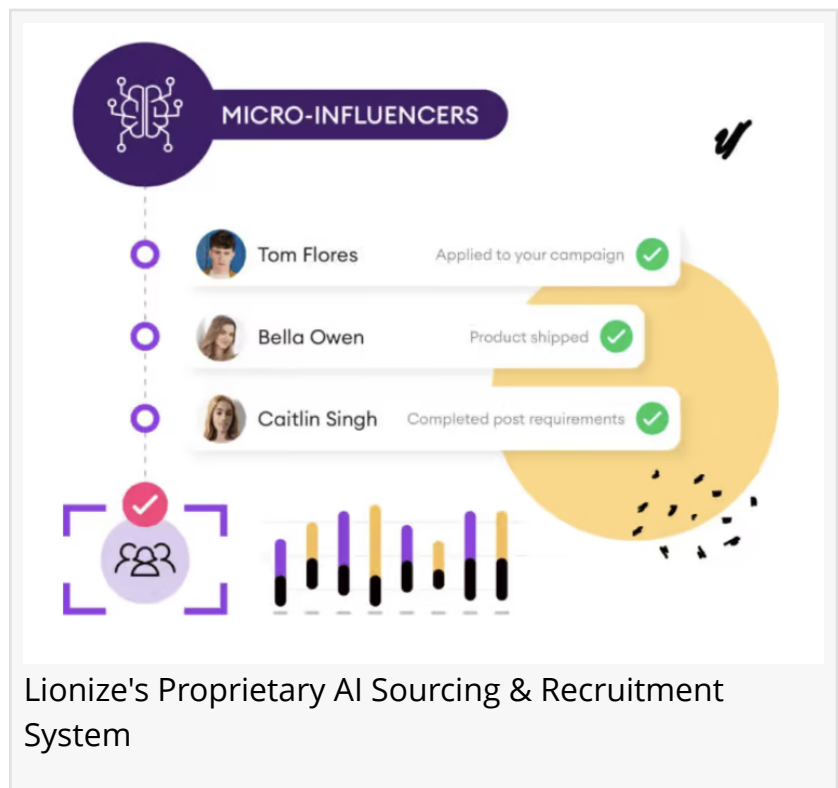 MICRO-INFLUENCERS
Tom Flores Applied to your campaign
Bella Owen Product shipped
Caitlin Singh Completed post requirements
Lionize's Proprietary AI Sourcing & Recruitment
System